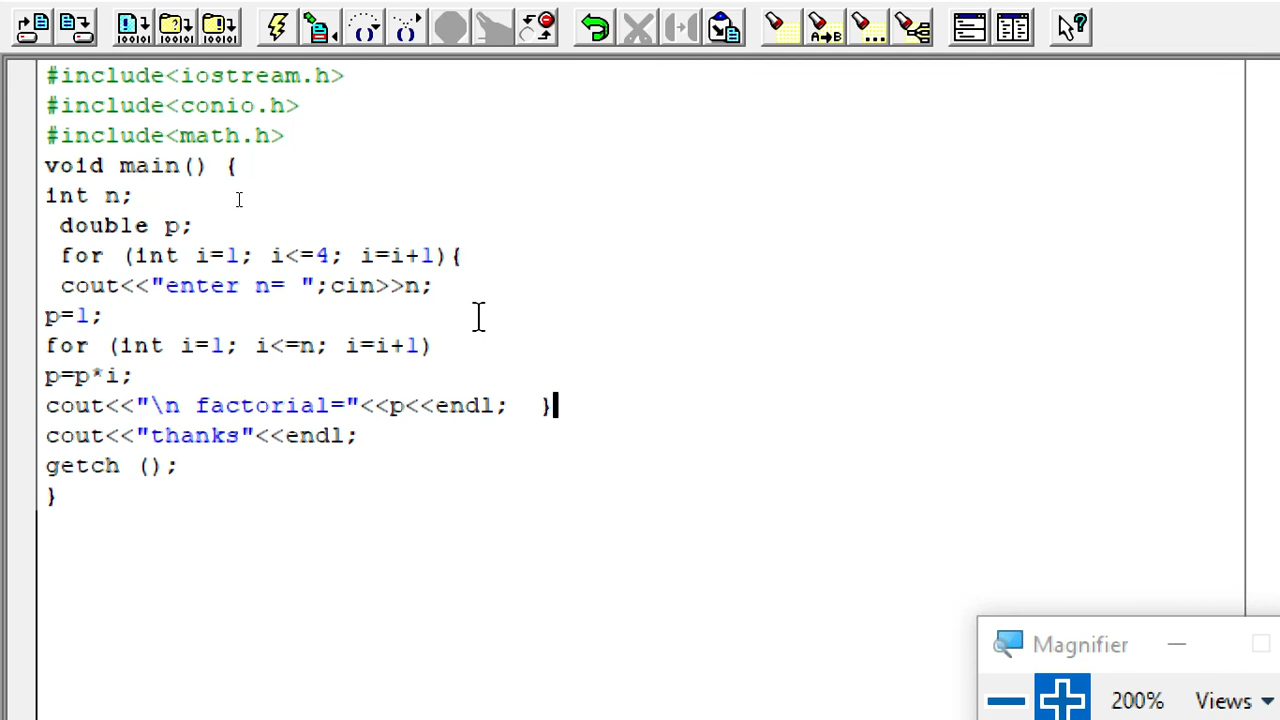 #include<iostream.h>
#include<conio.h>
#include<math.h>
void main() {
int n;
 double p;
 for (int i=1; i<=4; i=i+1){
 cout<<"enter n= ";cin>>n;
p=1;
for (int i=1; i<=n; i=i+1)
p=p*i;
cout<<"\n factorial="<<p<<endl;  }
cout<<"thanks"<<endl;
getch ();
}
Magnifier
200% Views